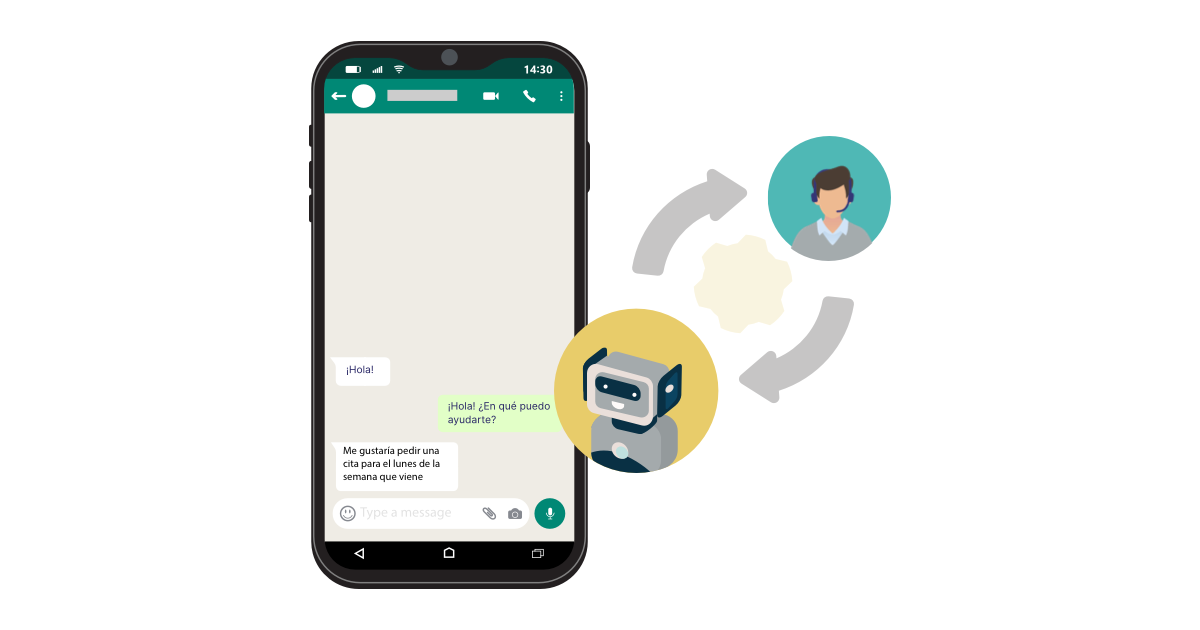 14:30
¡Hola!
¡Hola! ¿En qué puedo
ayudarte?
Me gustaría pedir una
cita para el lunes de la
semana que viene
Type a message